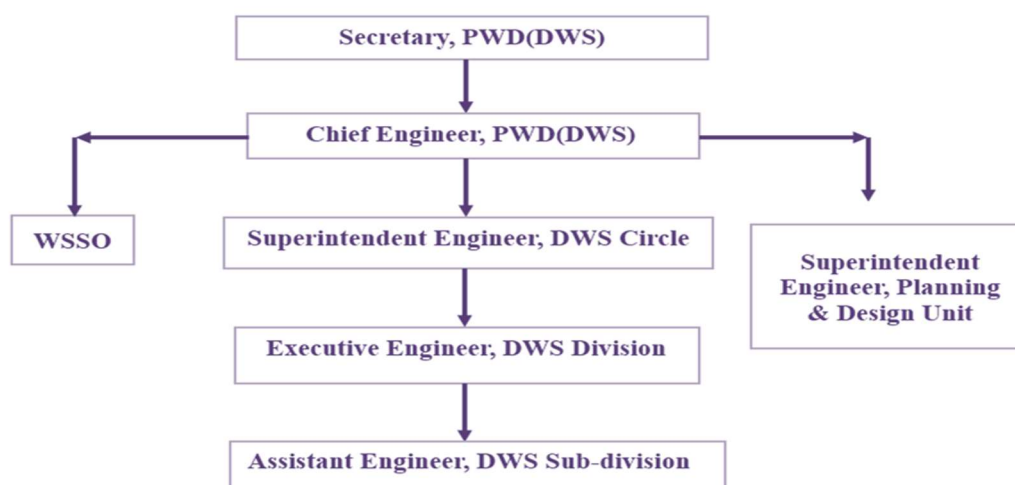 Secretary, PWD(DWS)
Chief Engineer, PWD(DWS)
WSSO
Superintendent Engineer, DWS Circle
Superintendent
Engineer, Planning
& Design Unit
Executive Engineer, DWS Division
Assistant Engineer, DWS Sub-division